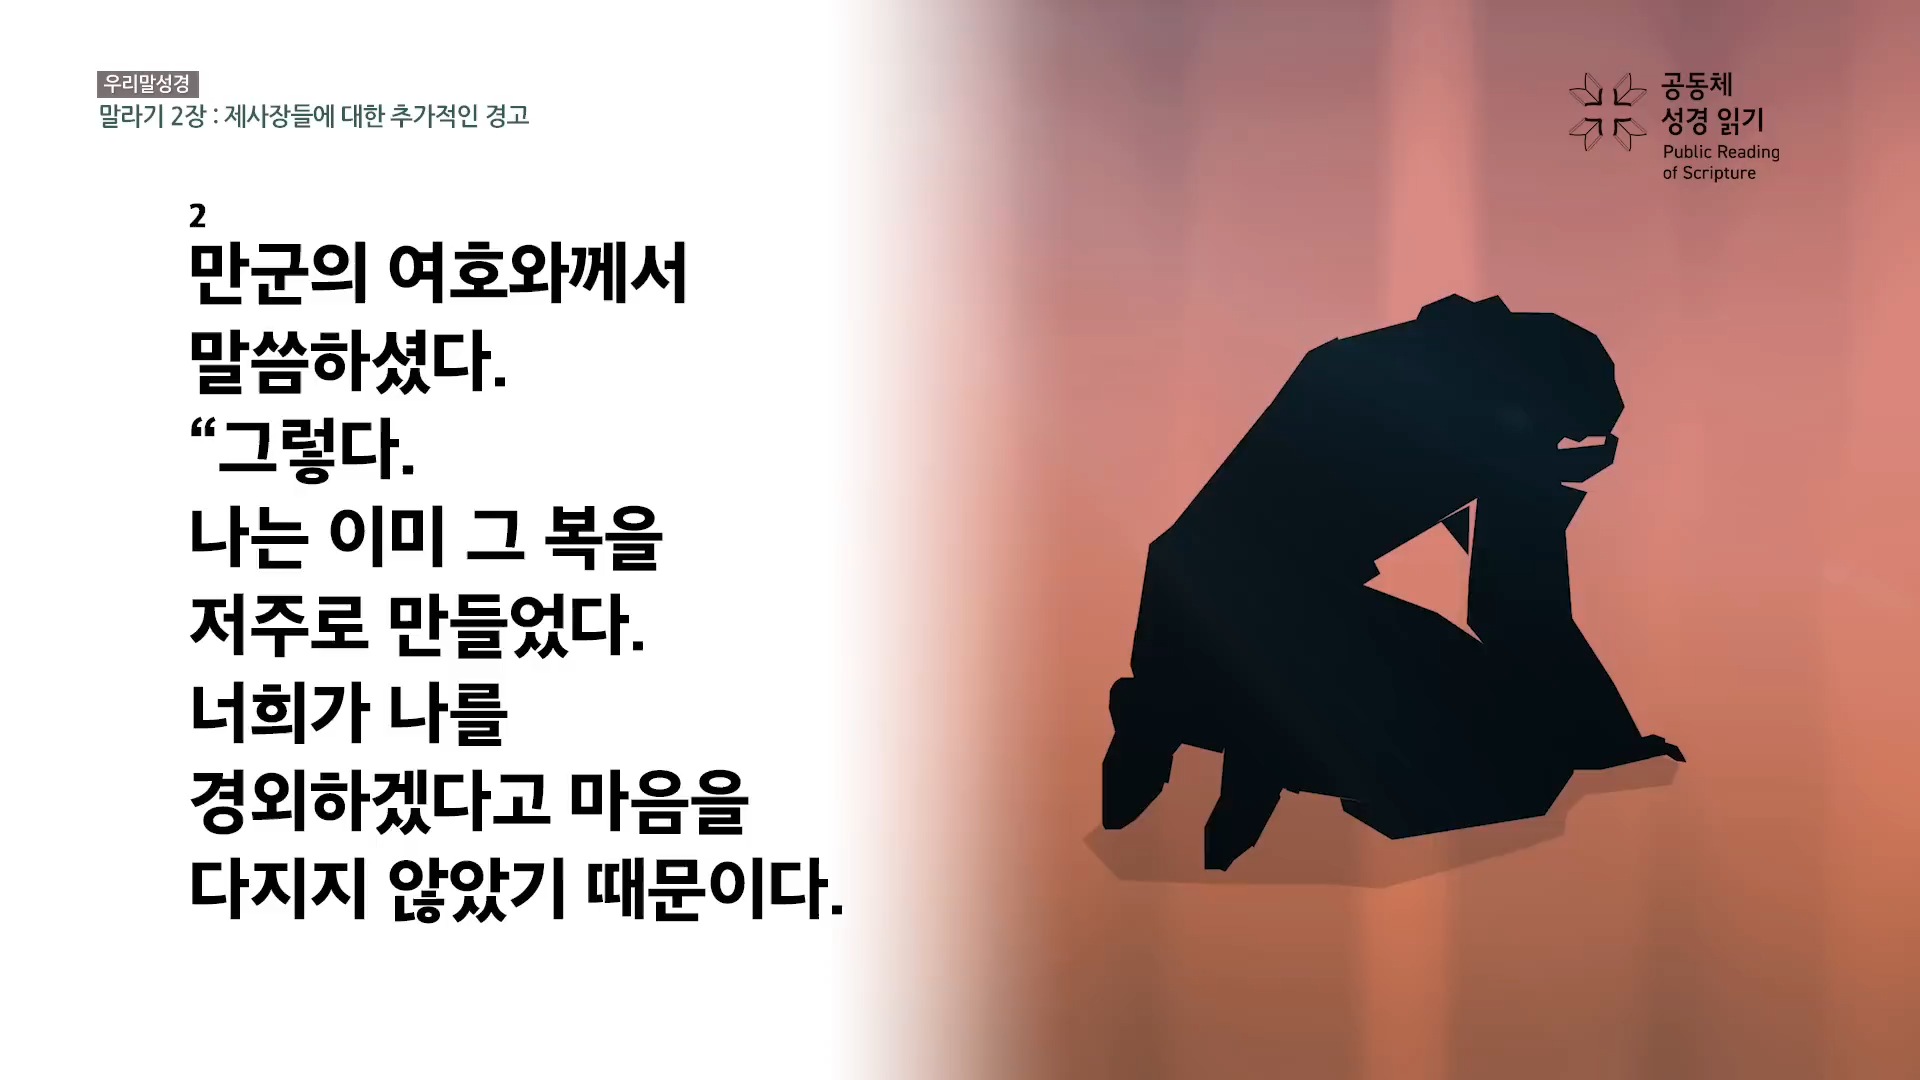 우리말성경
말라기 2장 : 제사장들에 대한 추가적인 경고
공동체
성경 읽기
Public Reading
of Scripture
2
만군의 여호와께서
말씀하셨다.
“그렇다.
나는 이미 그 복을
저주로 만들었다.
너희가 나를
경외하겠다고 마음을
다지지 않았기 때문이다.